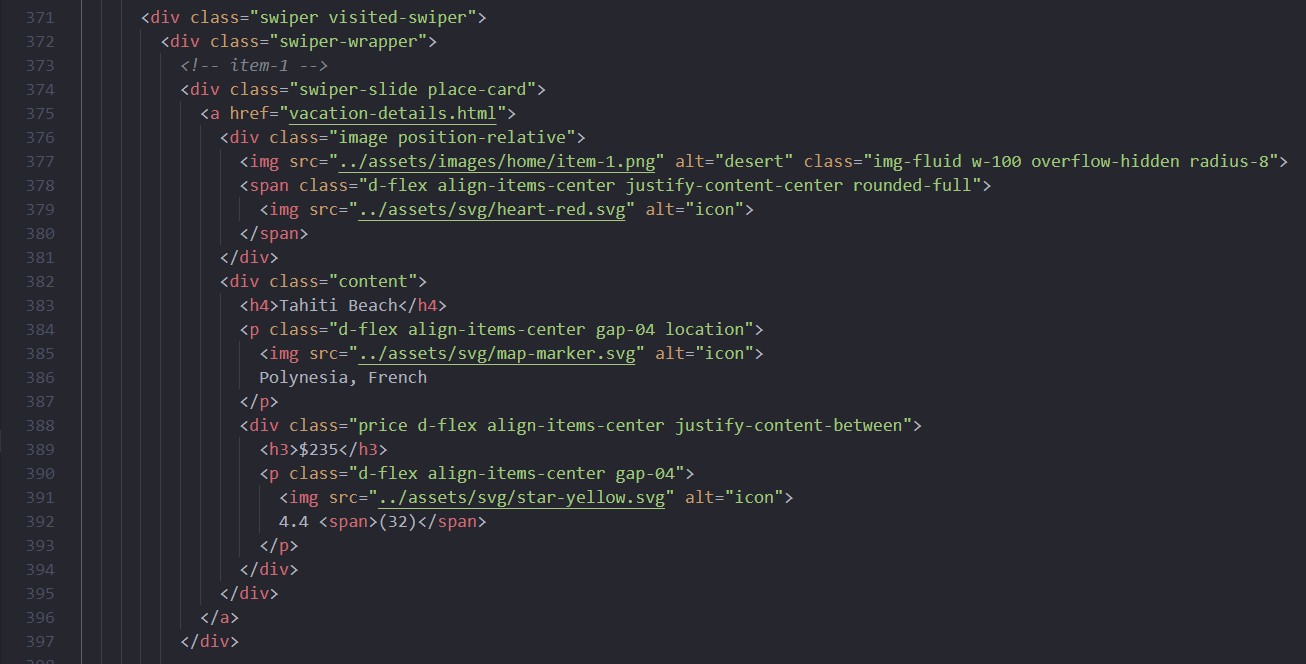 371 <div class="swiper visited-swiper">
372 <div class="swiper-wrapper">
373 <!-- item-1 -->
374 <div class="swiper-slide place-card">
375 <a href="vacation-details.html">
376 <div class="image position-relative">
377 <img src="../assets/images/home/item-1.png" alt="desert" class="img-fluid w-100 overflow-hidden radius-8">
378 <span class="d-flex align-items-center justify-content-center rounded-full">
379 <img src="../assets/svg/heart-red.svg" alt="icon">
380 </span>
381 </div>
382 <div class="content">
383 <h4>Tahiti Beach</h4>
384 <p class="d-flex align-items-center gap-04 location">
385 <img src="../assets/svg/map-marker.svg" alt="icon">
386 Polynesia, French
387 </p>
388 <div class="price d-flex align-items-center justify-content-between">
389 <h3>$235</h3>
390 <p class="d-flex align-items-center gap-04">
391 <img src="../assets/svg/star-yellow.svg" alt="icon">
392 4.4 <span>(32)</span>
393 </p>
394 </div>
395 </div>
396 </a>
397 </div>